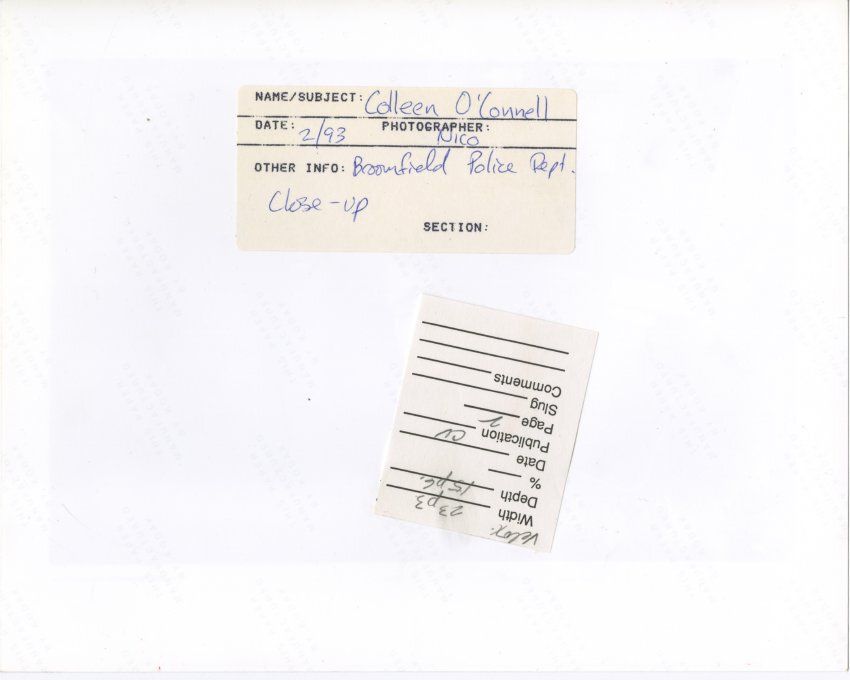 NAME/SUBJECT: Colleen O'Connell
DATE: 2/93 PHOTOGRAPHER: Nico
OTHER INFO: Broomfield Police Dept.
Close-up
SECTION:
Velox:
Width 23p3
Depth 15p6
%
Date
Publication CV
Page 2
Slug
Comments